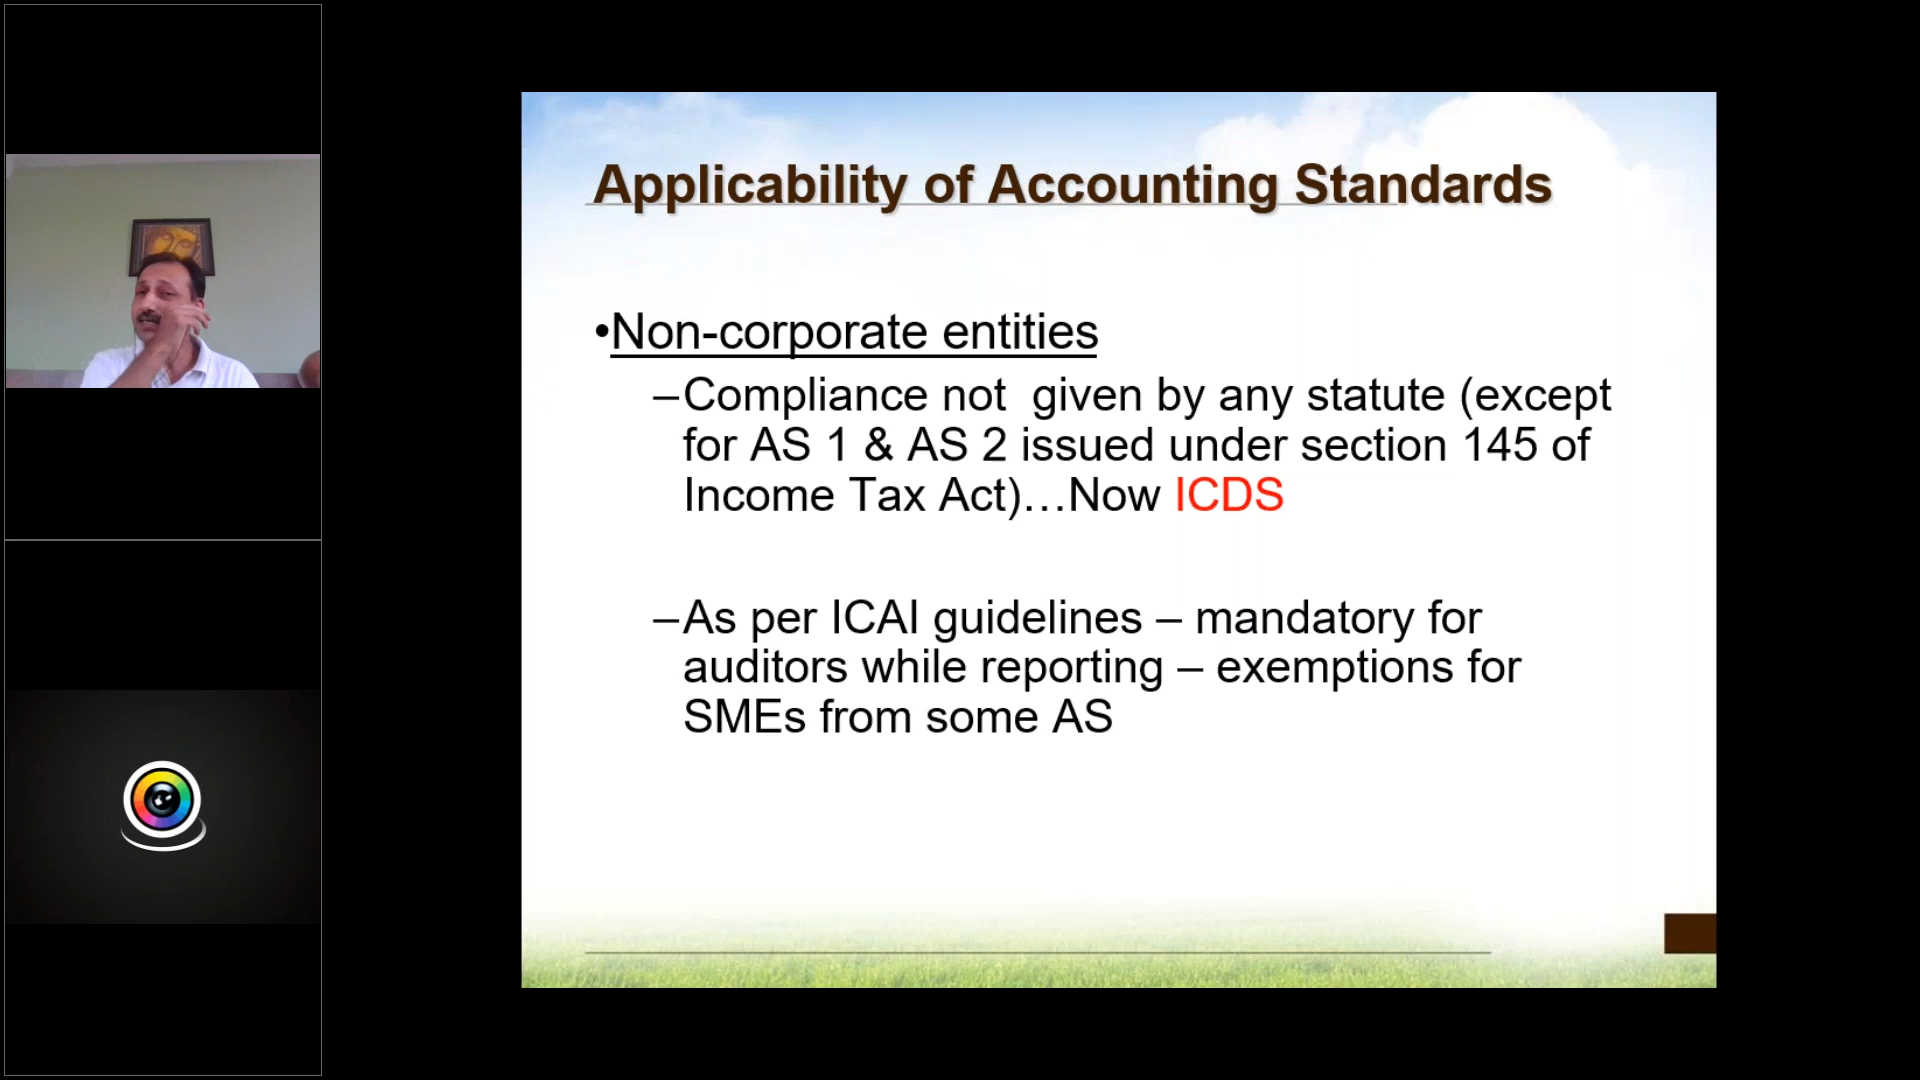 Applicability of Accounting Standards
•Non-corporate entities
–Compliance not  given by any statute (except
for AS 1 & AS 2 issued under section 145 of
Income Tax Act)…Now ICDS
–As per ICAI guidelines – mandatory for
auditors while reporting – exemptions for
SMEs from some AS